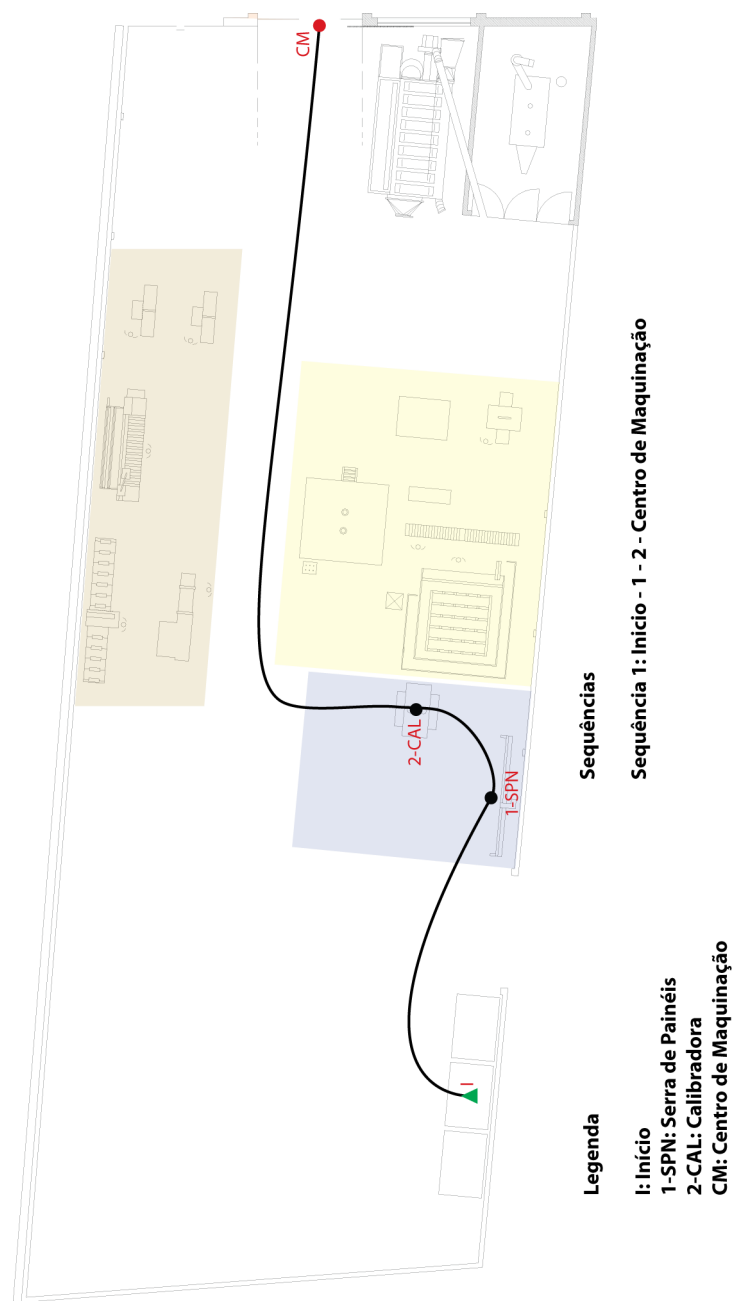 CM
2-CAL
1-SPN
I
Legenda
I: Início
1-SPN: Serra de Painéis
2-CAL: Calibradora
CM: Centro de Maquinação
Sequências
Sequência 1: Inicio - 1 - 2 - Centro de Maquinação